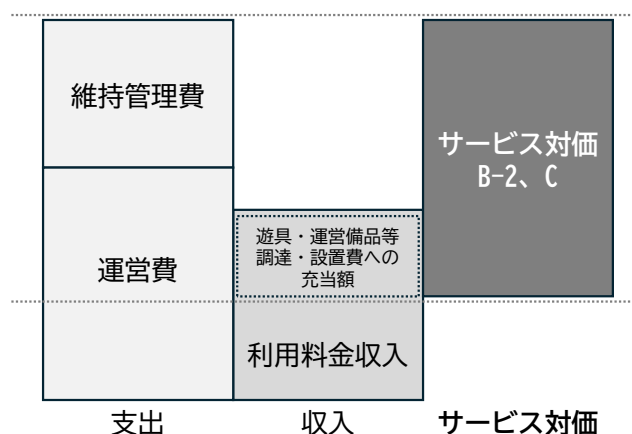 維持管理費
運営費
遊具・運営備品等
調達・設置費への
充当額
利用料金収入
サービス対価
B-2、C
支出
収入
サービス対価